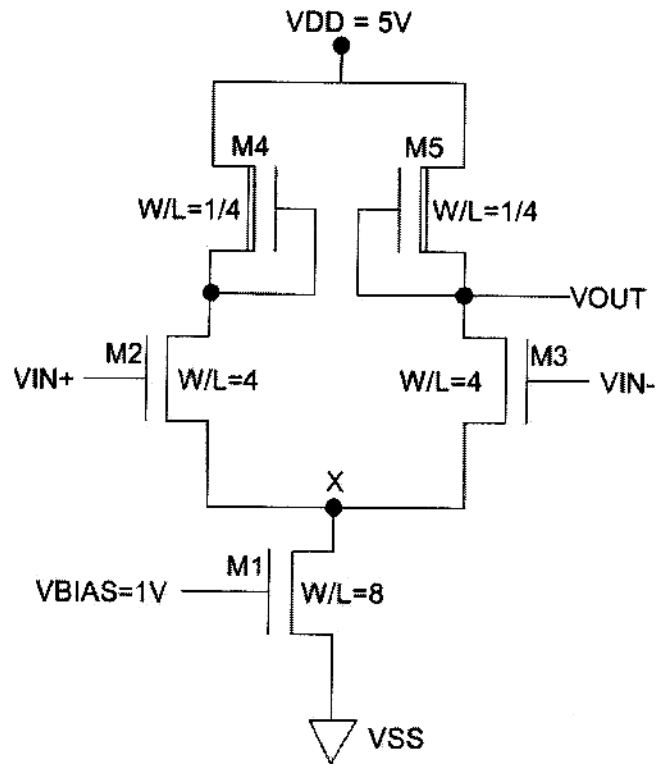 VDD = 5V
M4
M5
W/L=1/4
W/L=1/4
VOUT
M2
M3
VIN+
W/L=4
W/L=4
VIN-
X
M1
VBIAS=1V
W/L=8
VSS